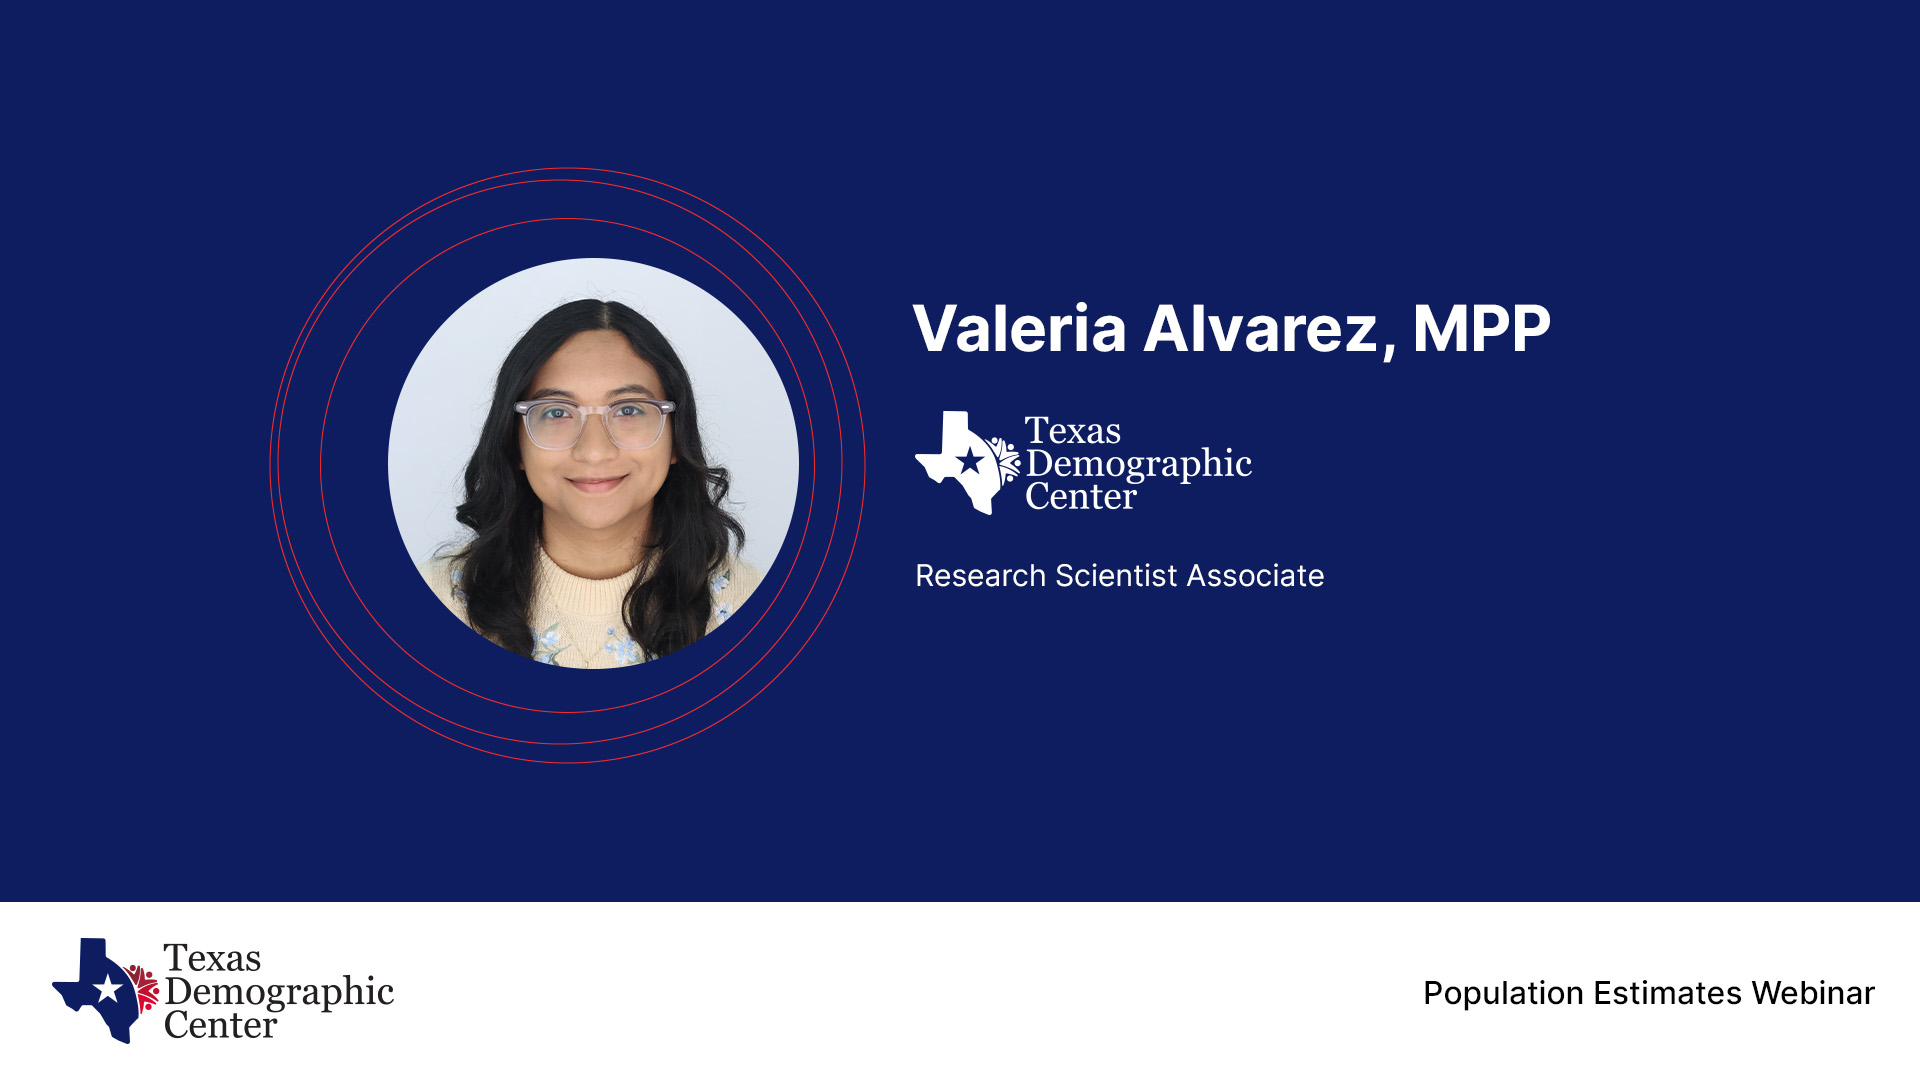 Valeria Alvarez, MPP
Texas
Demographic
Center
Research Scientist Associate
Texas
Demographic
Center
Population Estimates Webinar